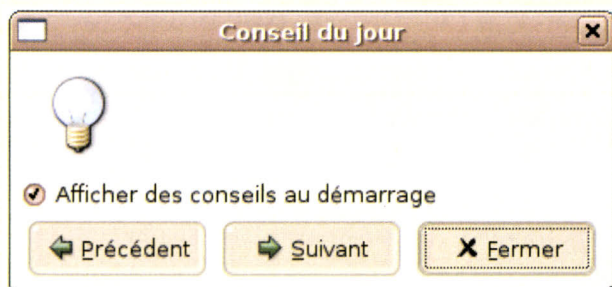 Conseil du jour
Afficher des conseils au démarrage
Précédent Suivant Fermer